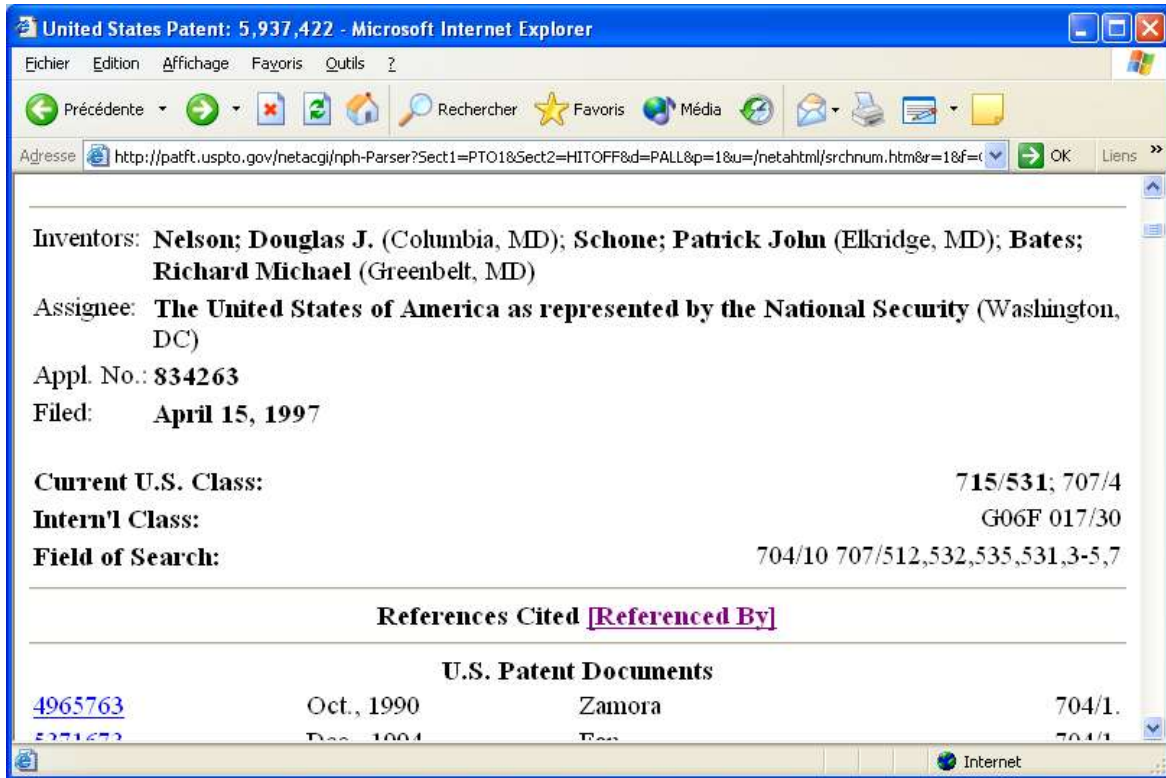 United States Patent: 5,937,422 - Microsoft Internet Explorer
Fichier Edition Affichage Favoris Outils ?
Précédente Rechercher Favoris Média
Adresse http://patft.uspto.gov/netacgi/nph-Parser?Sect1=PTO1&Sect2=HITOFF&d=PALL&p=1&u=/netahtml/srchnum.htm&r=1&f= OK Liens »
Inventors: Nelson; Douglas J. (Columbia, MD); Schone; Patrick John (Elkridge, MD); Bates;
Richard Michael (Greenbelt, MD)
Assignee: The United States of America as represented by the National Security (Washington,
DC)
Appl. No.: 834263
Filed: April 15, 1997
Current U.S. Class: 715/531; 707/4
Intern'l Class: G06F 017/30
Field of Search: 704/10 707/512,532,535,531,3-5,7
References Cited [Referenced By]
U.S. Patent Documents
4965763 Oct., 1990 Zamora 704/1.
Internet